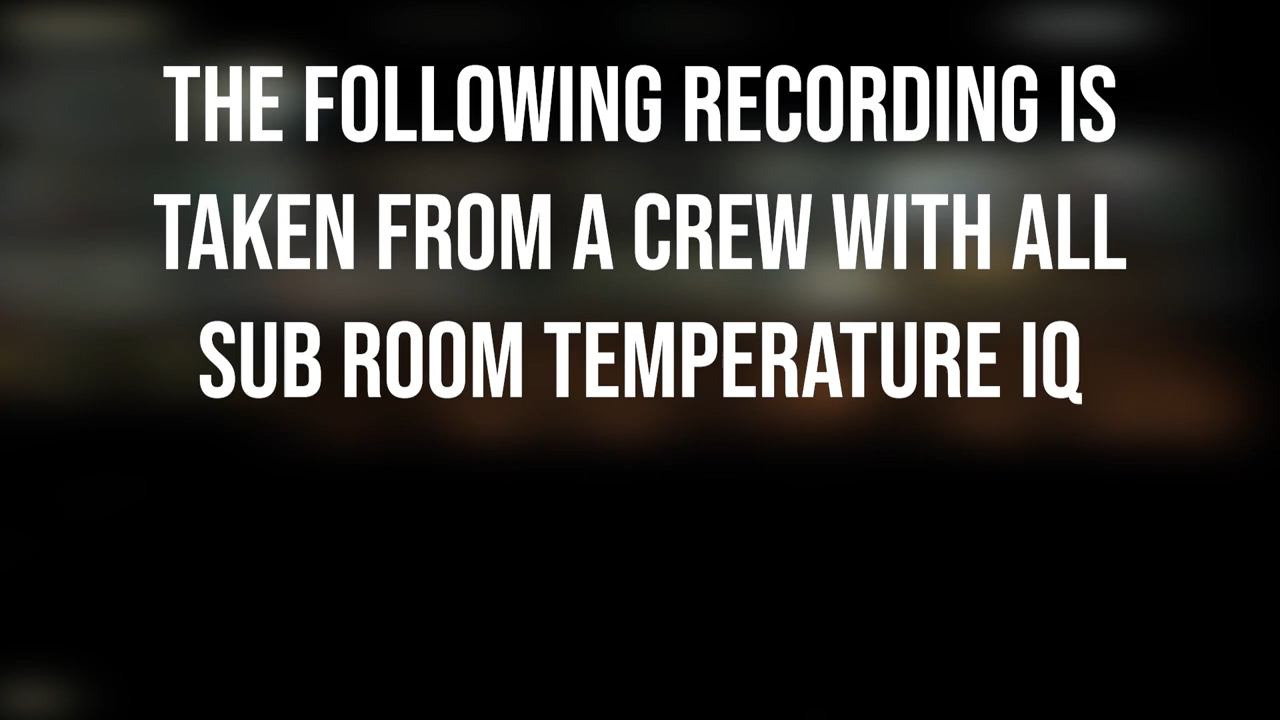 THE FOLLOWING RECORDING IS
TAKEN FROM A CREW WITH ALL
SUB ROOM TEMPERATURE IQ